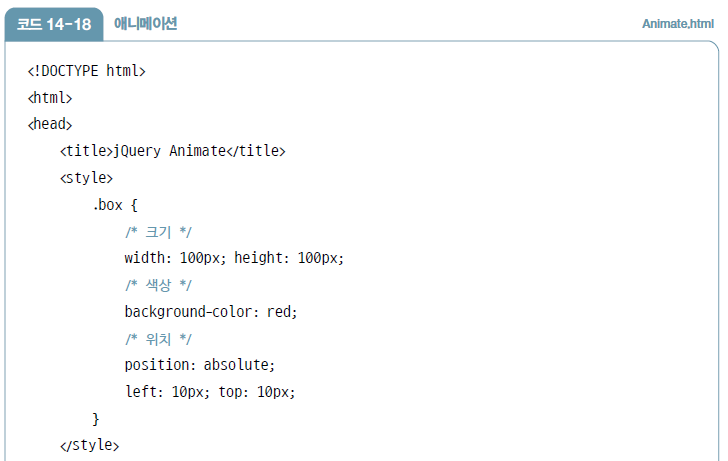 코드 14-18 애니메이션 Animate.html
<!DOCTYPE html>
<html>
<head>
    <title>jQuery Animate</title>
    <style>
        .box {
            /* 크기 */
            width: 100px; height: 100px;
            /* 색상 */
            background-color: red;
            /* 위치 */
            position: absolute;
            left: 10px; top: 10px;
        }
    </style>